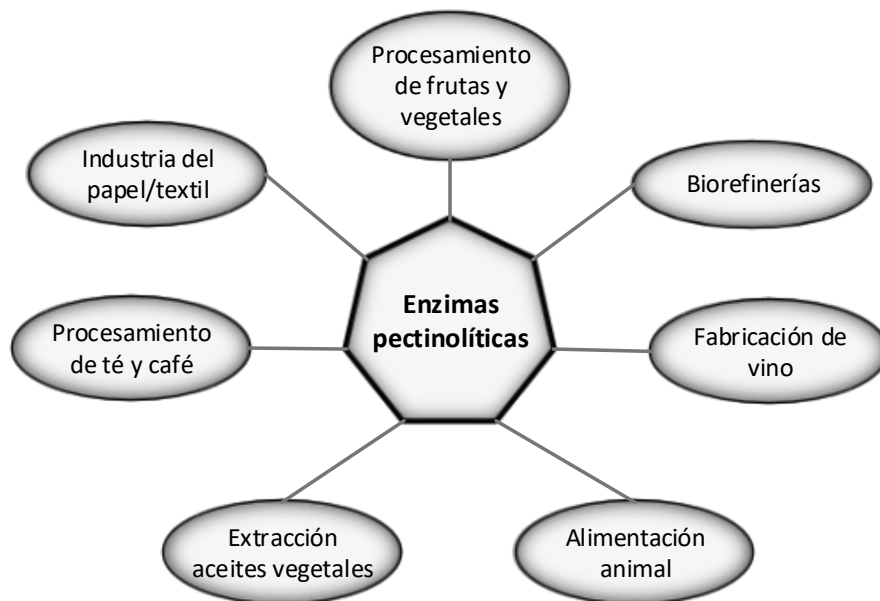 Procesamiento
de frutas y
vegetales
Industria del
papel/textil
Biorefinerías
Enzimas
pectinolíticas
Procesamiento
de té y café
Fabricación de
vino
Extracción
aceites vegetales
Alimentación
animal